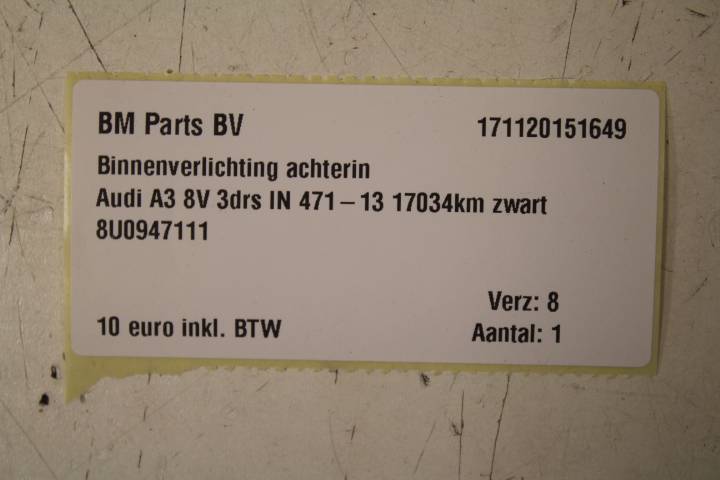 BM Parts BV 171120151649
Binnenverlichting achterin
Audi A3 8V 3drs IN 471-13 17034km zwart
8U0947111
Verz: 8
10 euro inkl. BTW Aantal: 1